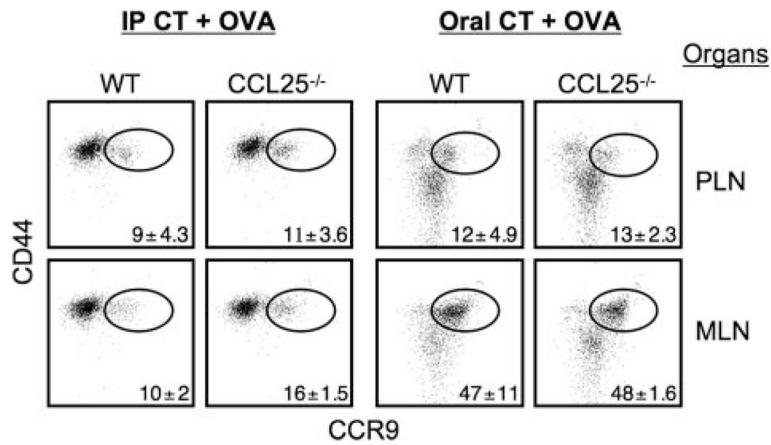 IP CT + OVA Oral CT + OVA
Organs
WT CCL25-/- WT CCL25-/-
PLN
9±4.3 11±3.6 12±4.9 13±2.3
CD44
MLN
10±2 16±1.5 47±11 48±1.6
CCR9